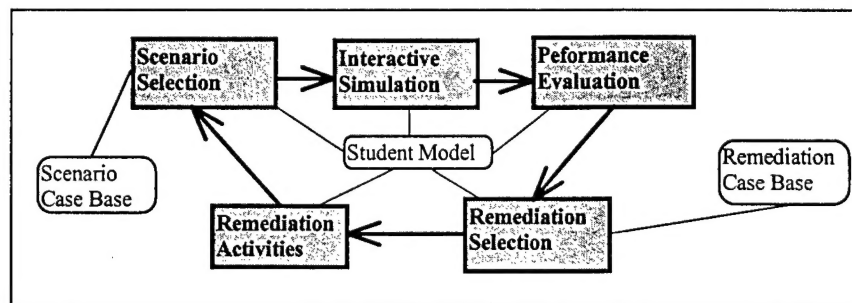 Scenario
Selection
Interactive
Simulation
Peformance
Evaluation
Student Model
Scenario
Case Base
Remediation
Case Base
Remediation
Activities
Remediation
Selection